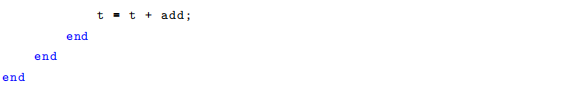 t = t + add;
end
end
end